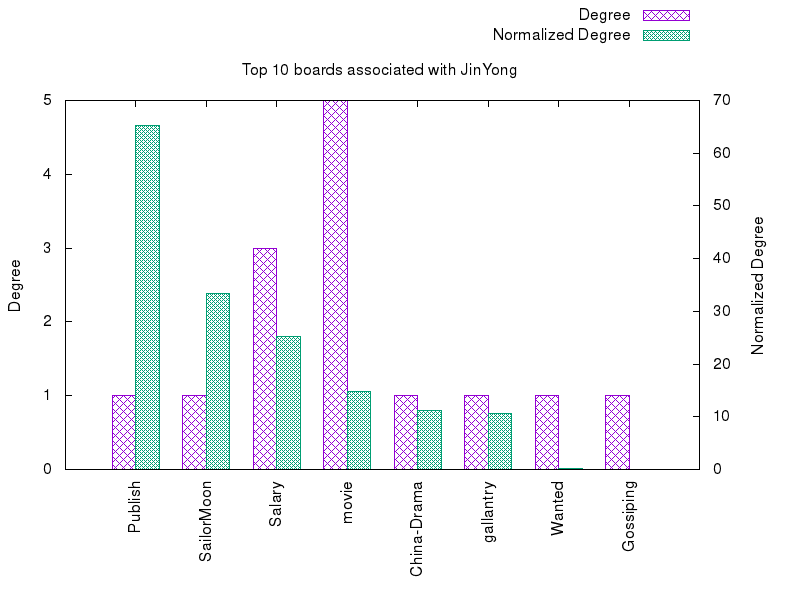 Degree
Normalized Degree
Top 10 boards associated with JinYong
5
4
3
2
1
0
70
60
50
40
30
20
10
0
Degree
Normalized Degree
Publish
SailorMoon
Salary
movie
China-Drama
gallantry
Wanted
Gossiping